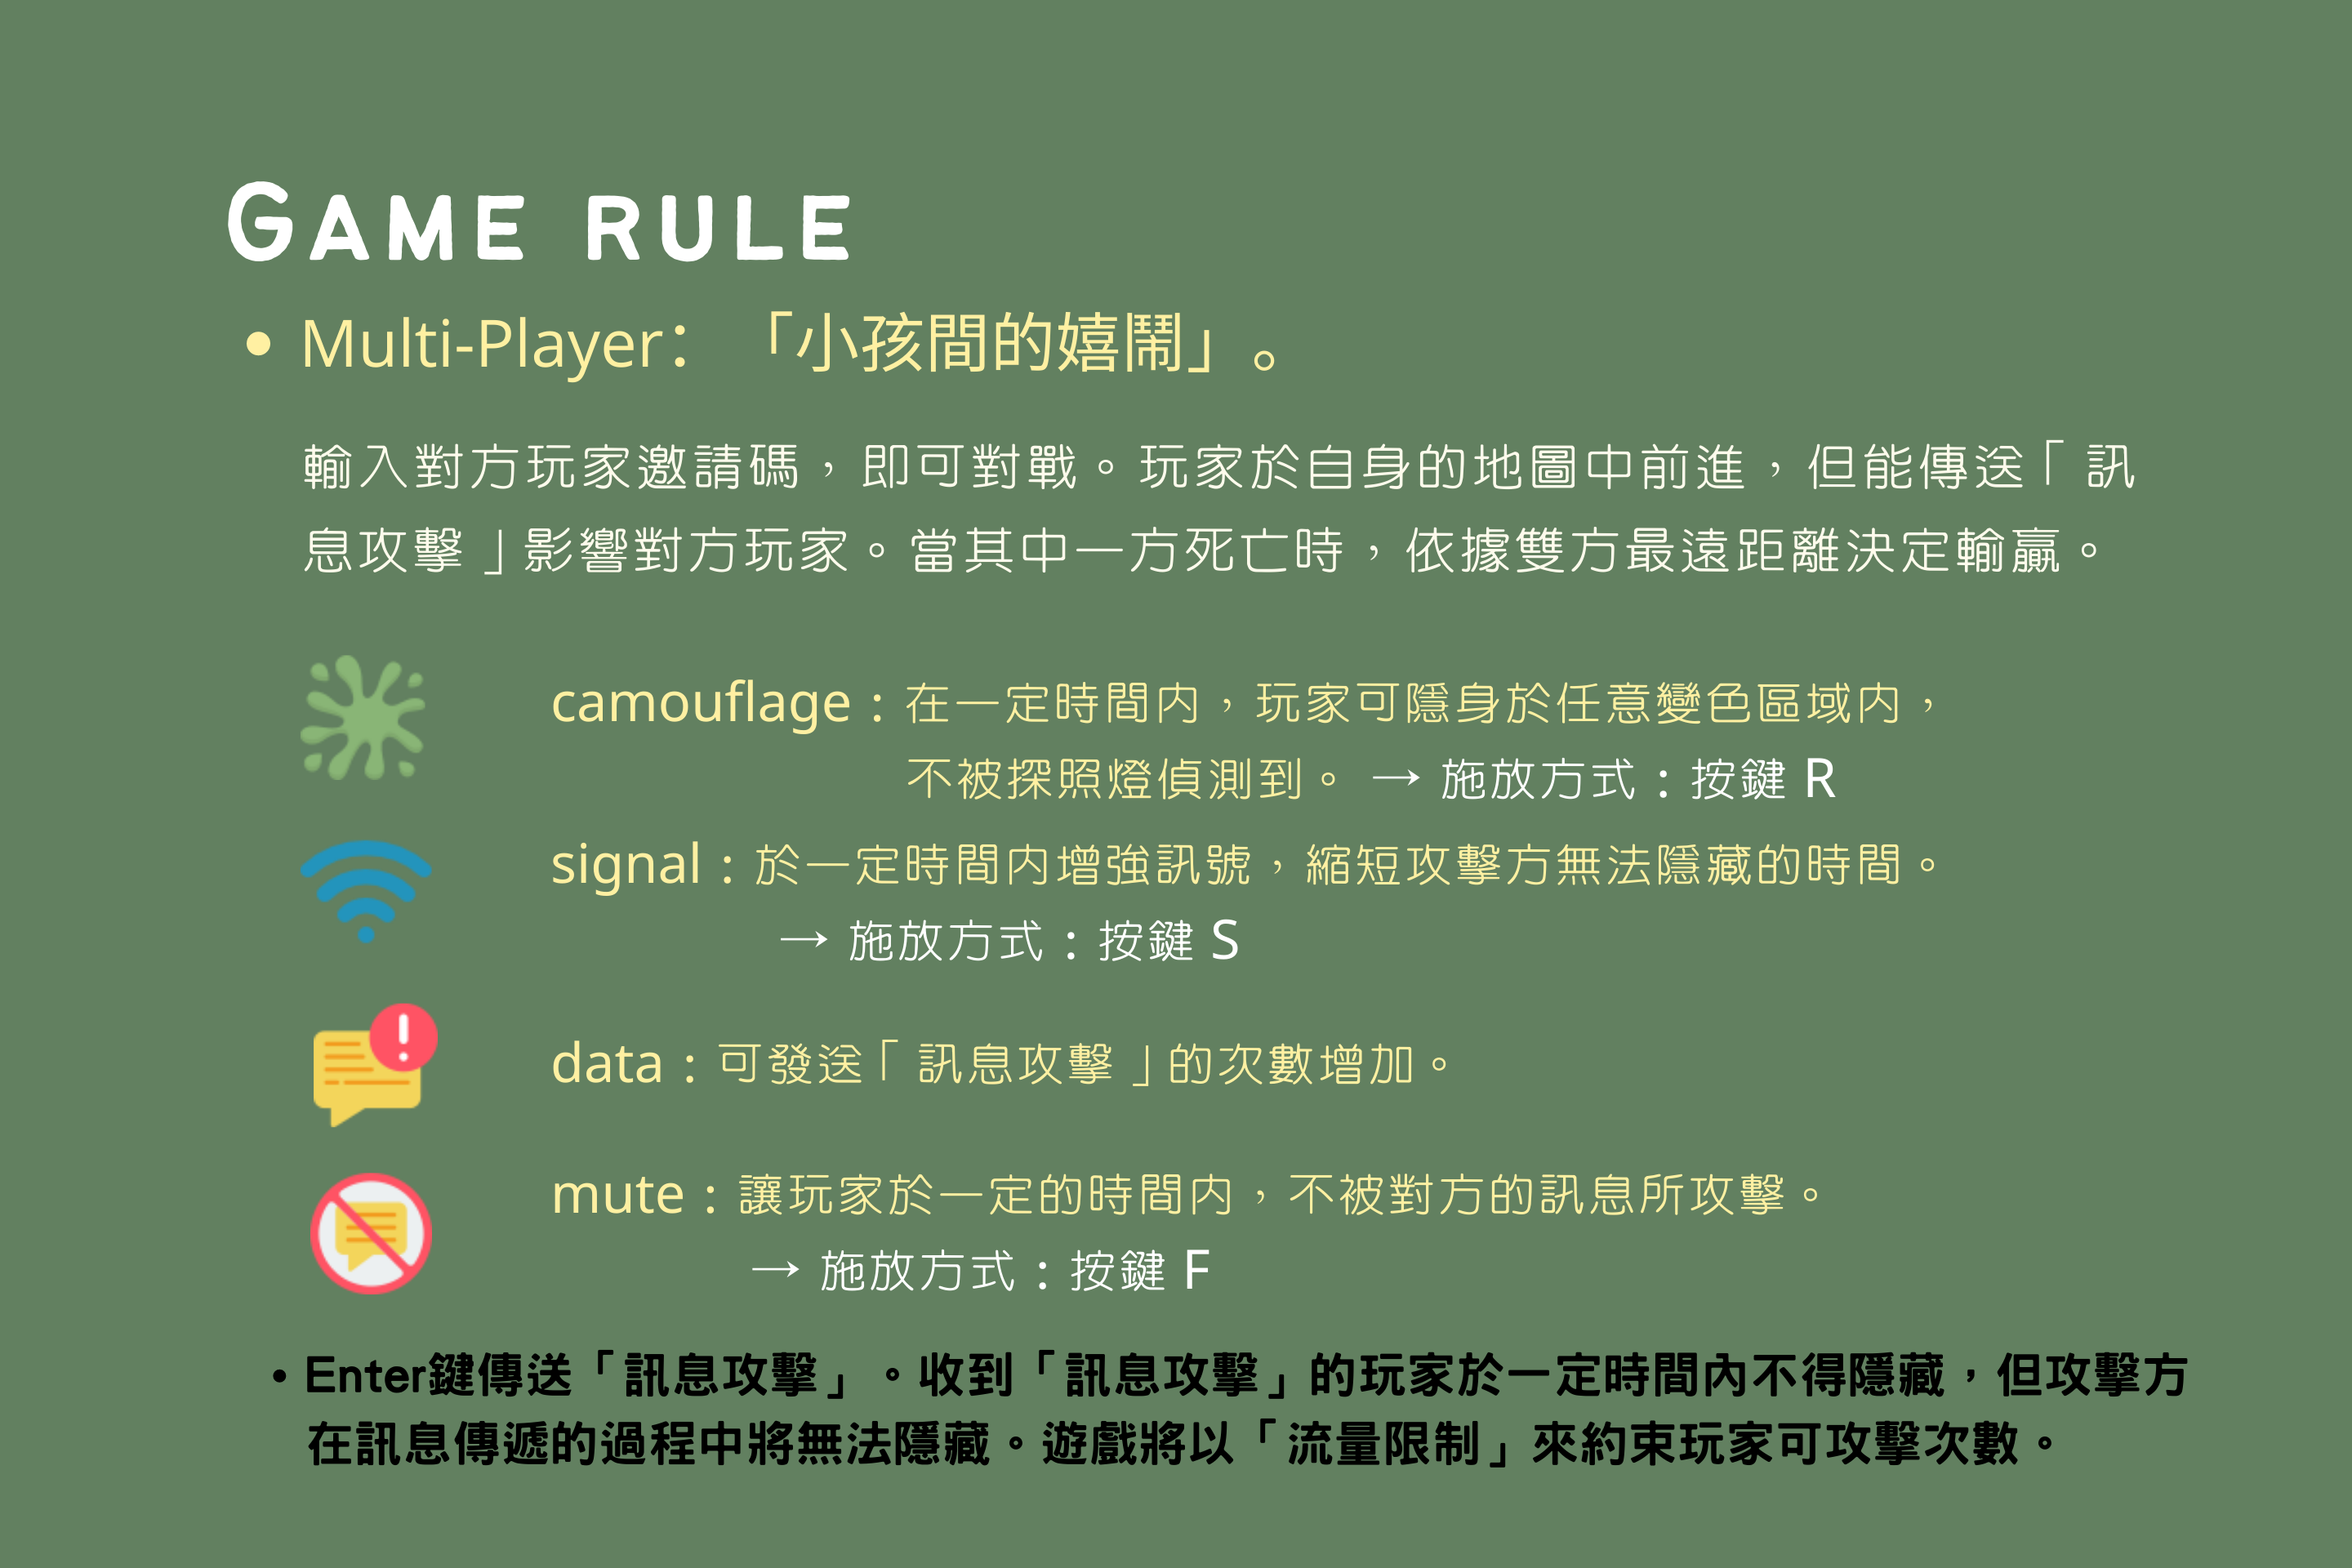 GAME RULE
• Multi-Player：「小孩間的嬉鬧」。
輸入對方玩家邀請碼，即可對戰。玩家於自身的地圖中前進，但能傳送「訊
息攻擊」影響對方玩家。當其中一方死亡時，依據雙方最遠距離決定輸贏。
camouflage：在一定時間內，玩家可隱身於任意變色區域內，
不被探照燈偵測到。→ 施放方式：按鍵 R
signal：於一定時間內增強訊號，縮短攻擊方無法隱藏的時間。
→ 施放方式：按鍵 S
data：可發送「訊息攻擊」的次數增加。
mute：讓玩家於一定的時間內，不被對方的訊息所攻擊。
→ 施放方式：按鍵 F
• Enter鍵傳送「訊息攻擊」。收到「訊息攻擊」的玩家於一定時間內不得隱藏，但攻擊方
在訊息傳遞的過程中將無法隱藏。遊戲將以「流量限制」來約束玩家可攻擊次數。